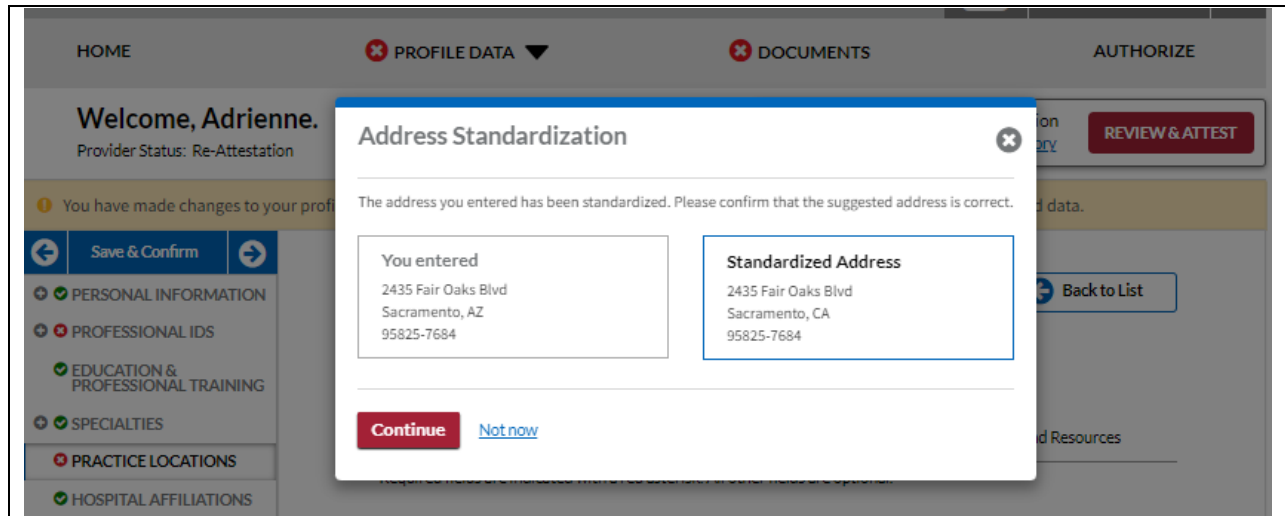 HOME
PROFILE DATA
DOCUMENTS
AUTHORIZE
Welcome, Adrienne.
Provider Status: Re-Attestation
REVIEW & ATTEST
You have made changes to your
d data.
Save & Confirm
PERSONAL INFORMATION
PROFESSIONAL IDS
EDUCATION &
PROFESSIONAL TRAINING
SPECIALTIES
PRACTICE LOCATIONS
HOSPITAL AFFILIATIONS
Address Standardization
The address you entered has been standardized. Please confirm that the suggested address is correct.
You entered
2435 Fair Oaks Blvd
Sacramento, AZ
95825-7684
Standardized Address
2435 Fair Oaks Blvd
Sacramento, CA
95825-7684
Continue
Not now
Back to List
d Resources